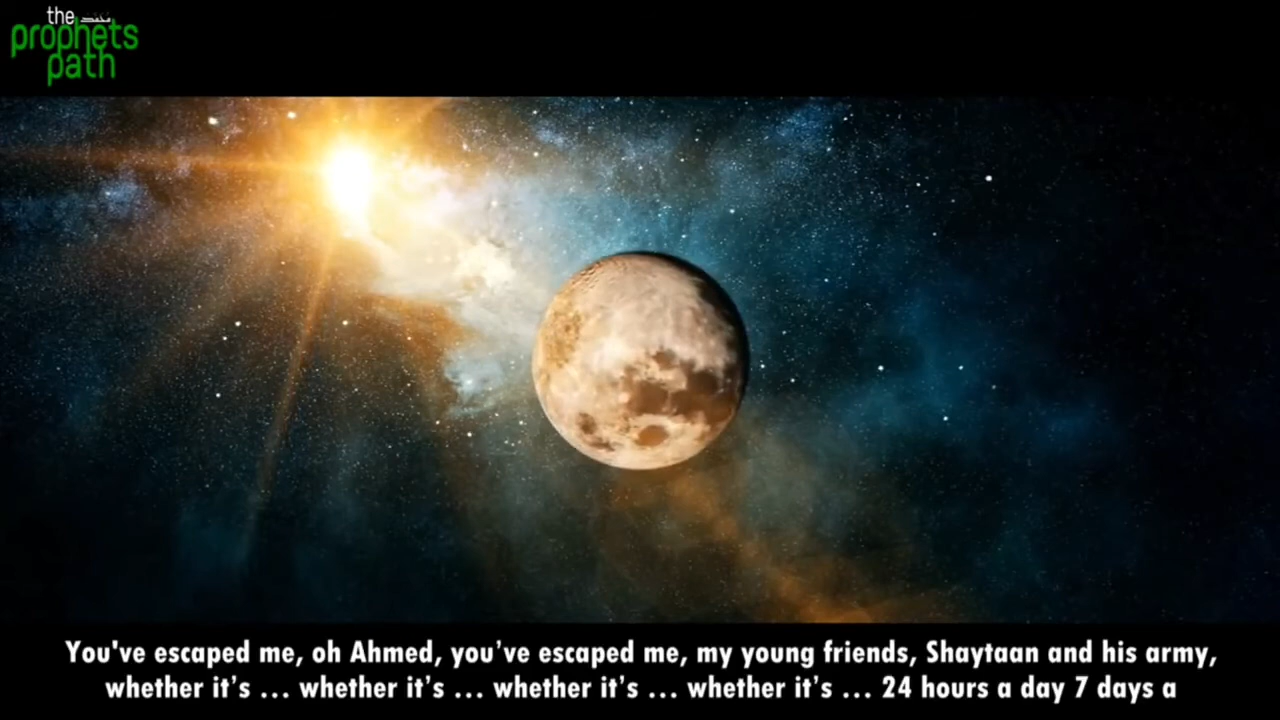 the
prophets
path
You've escaped me, oh Ahmed, you’ve escaped me, my young friends, Shaytaan and his army,
whether it’s ... whether it’s ... whether it’s ... whether it’s ... 24 hours a day 7 days a